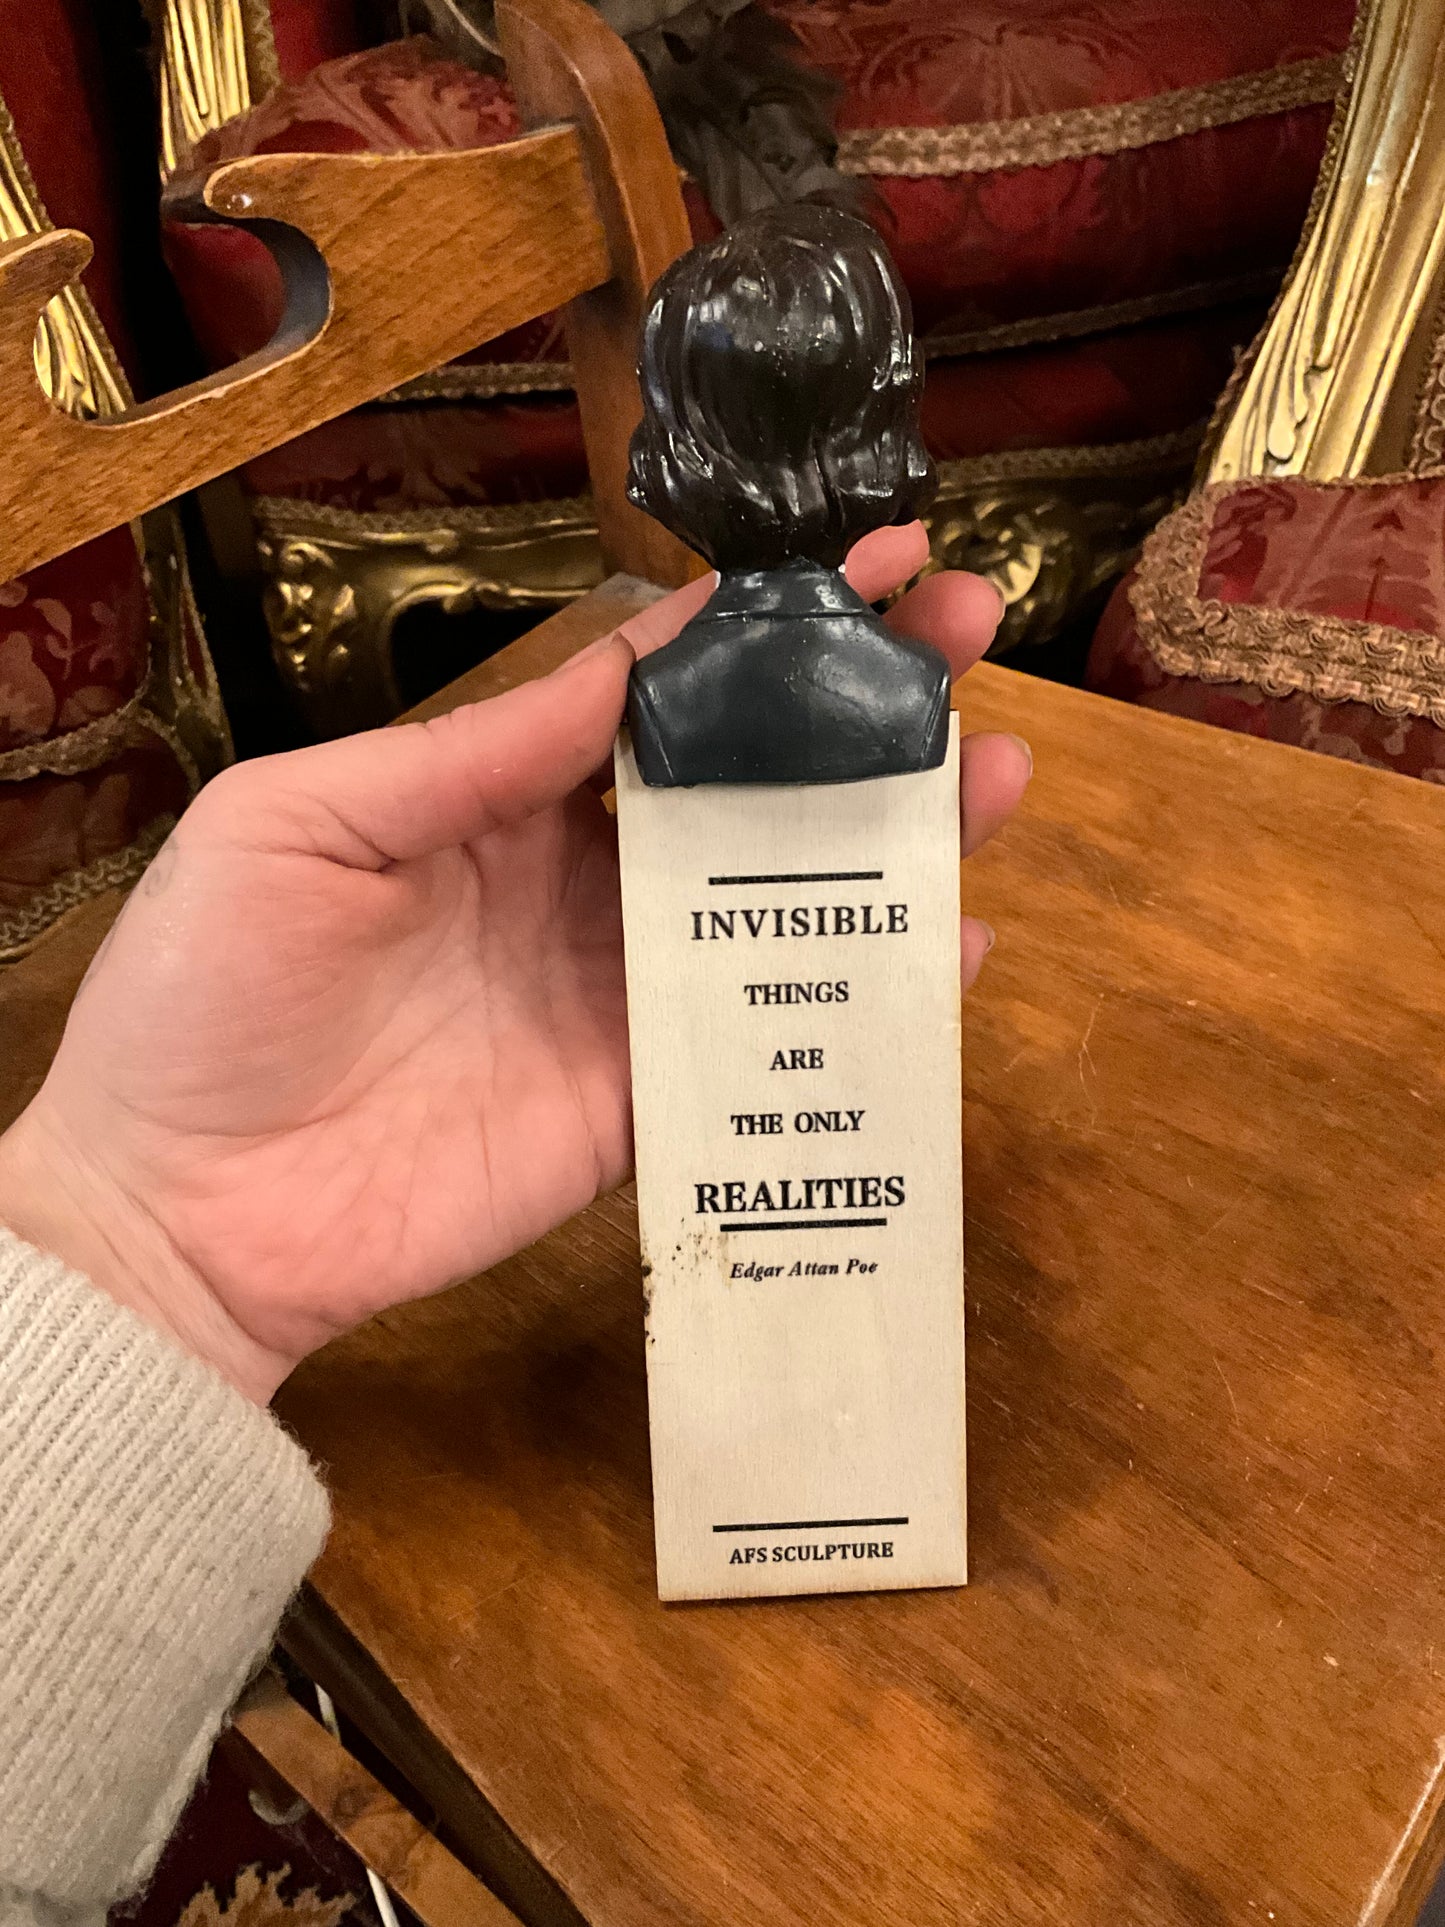 INVISIBLE
THINGS
ARE
THE ONLY
REALITIES
Edgar Attan Poe
AFS SCULPTURE